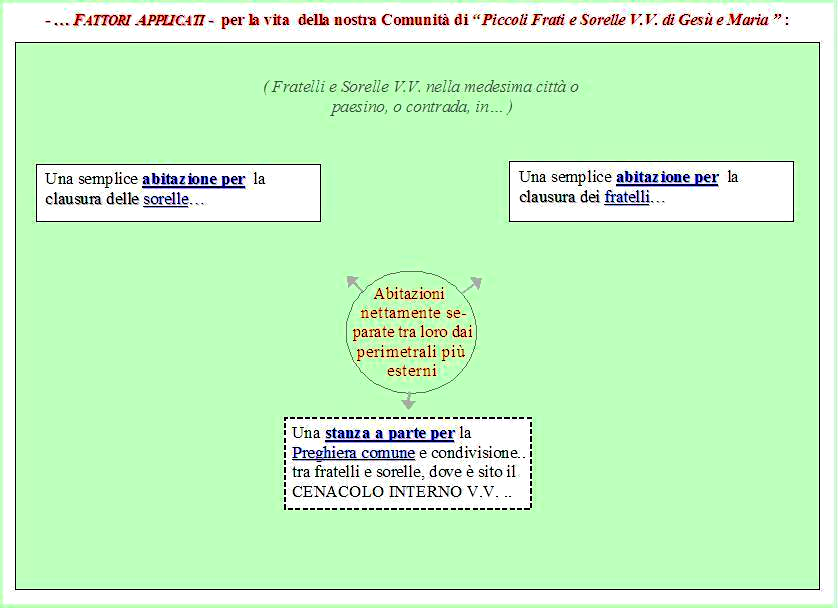 - … FATTORI APPLICATI - per la vita della nostra Comunità di “ Piccoli Frati e Sorelle V.V. di Gesù e Maria ” :
( Fratelli e Sorelle V.V. nella medesima città o
paesino, o contrada, in… )
Una semplice abitazione per la
clausura delle sorelle…
Una semplice abitazione per la
clausura dei fratelli…
Abitazioni
nettamente se-
parate tra loro dai
perimetrali più
esterni
Una stanza a parte per la
Preghiera comune e condivisione..
tra fratelli e sorelle, dove è sito il
CENACOLO INTERNO V.V. ..